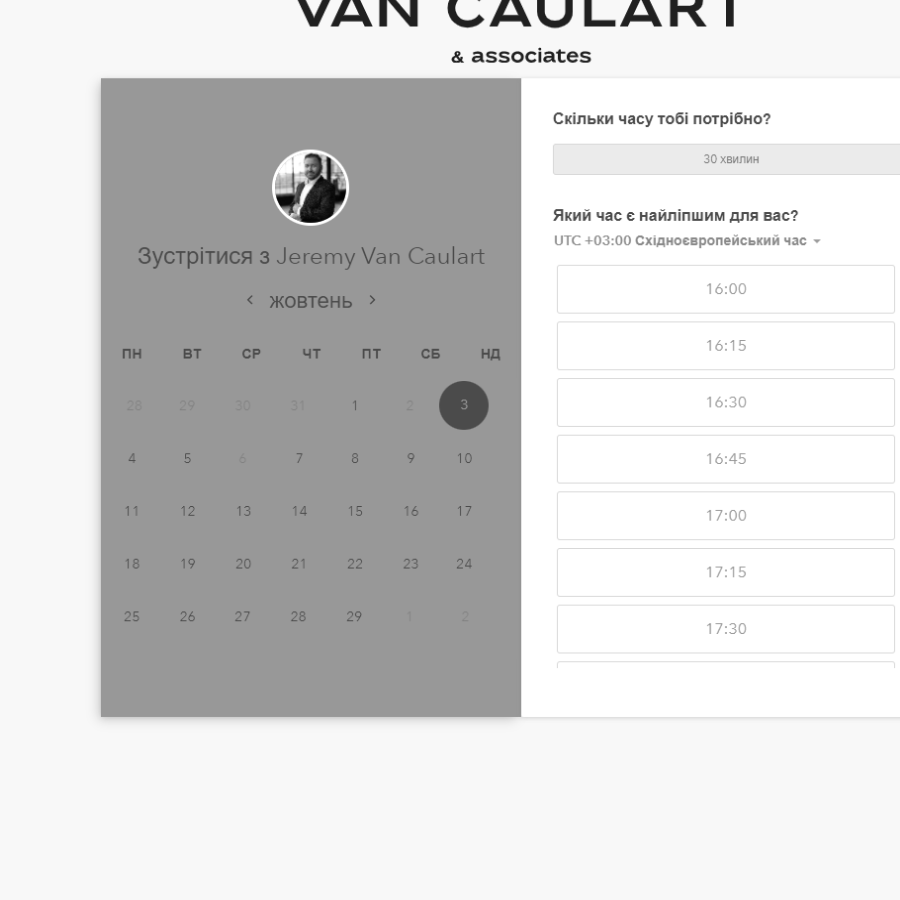 VAN CAULART
& associates
Зустрітися з Jeremy Van Caulart
жовтень
ПН ВТ СР ЧТ ПТ СБ НД
28 29 30 31 1 2 3
4 5 6 7 8 9 10
11 12 13 14 15 16 17
18 19 20 21 22 23 24
25 26 27 28 29 1 2
Скільки часу тобі потрібно?
30 хвилин
Який час є найліпшим для вас?
UTC +03:00 Східноєвропейський час
16:00
16:15
16:30
16:45
17:00
17:15
17:30